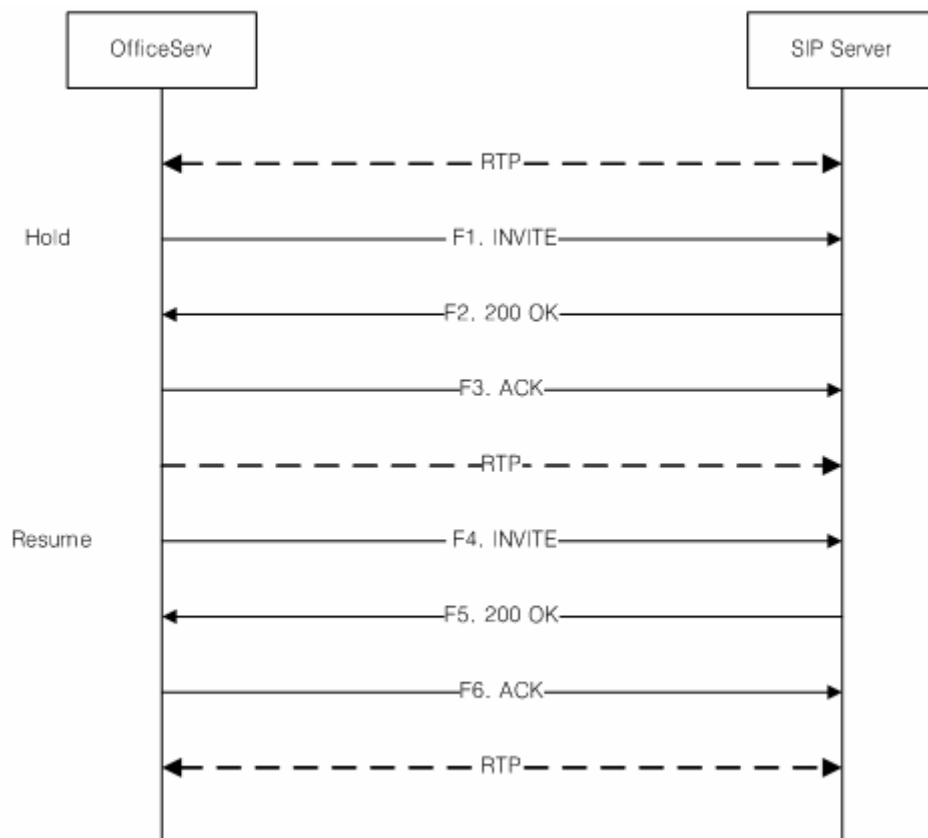 OfficeServ
SIP Server
RTP
Hold
F1. INVITE
F2. 200 OK
F3. ACK
RTP
Resume
F4. INVITE
F5. 200 OK
F6. ACK
RTP